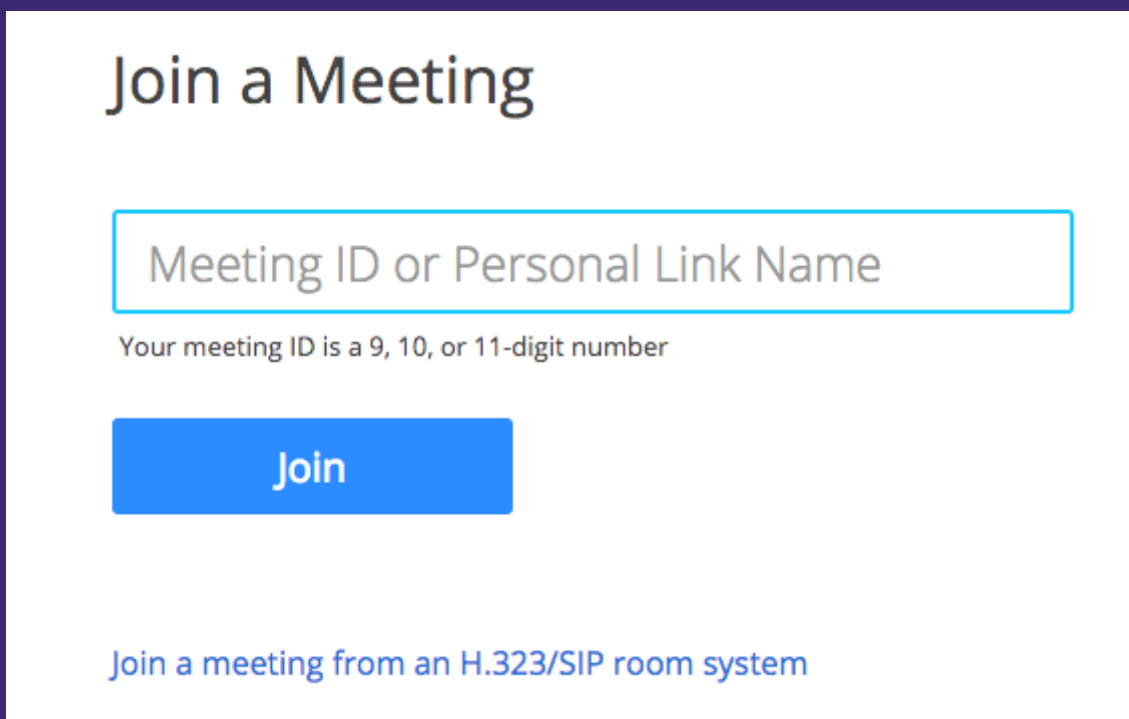 Join a Meeting
Meeting ID or Personal Link Name
Your meeting ID is a 9, 10, or 11-digit number
Join
Join a meeting from an H.323/SIP room system